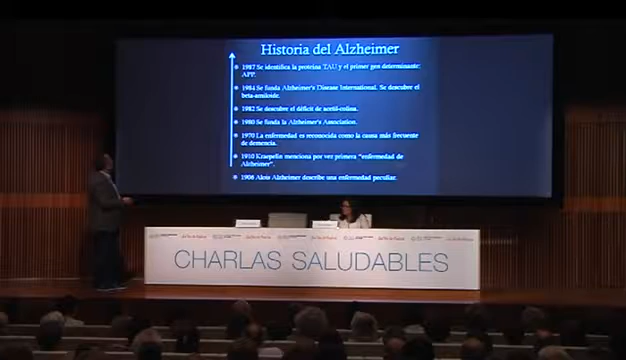 Historia del Alzheimer
1987 Se identifica la proteina TAU y el primer gen determinante:
APP.
1984 Se funda Alzheimer's Disease International. Se descubre el
beta-amiloide.
1982 Se descubre el déficit de acetil-colina.
1980 Se funda la Alzheimer's Association.
1970 La enfermedad es reconocida como la causa más frecuente
de demencia.
1910 Kraepelin menciona por vez primera "enfermedad de
Alzheimer".
1906 Alois Alzheimer describe una enfermedad peculiar.
CHARLAS SALUDABLES